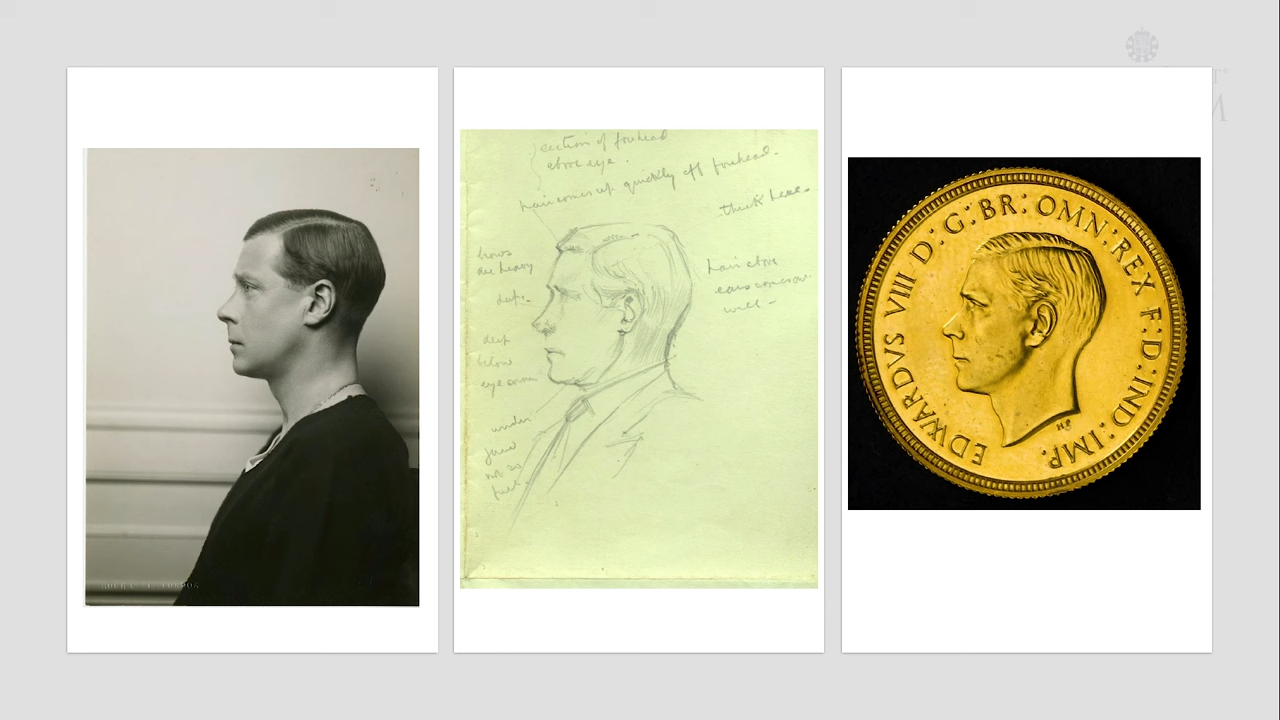 section of forehead
above eye.
hair comes up quickly off forehead.
thick here.
brows
are heavy
deep.
deep
below
eye
under
jaw
not so
full.
hair above
ears comes over
well -
EDWARDVS VIII D: G: BR: OMN: REX F: D: IND: IMP.
HP